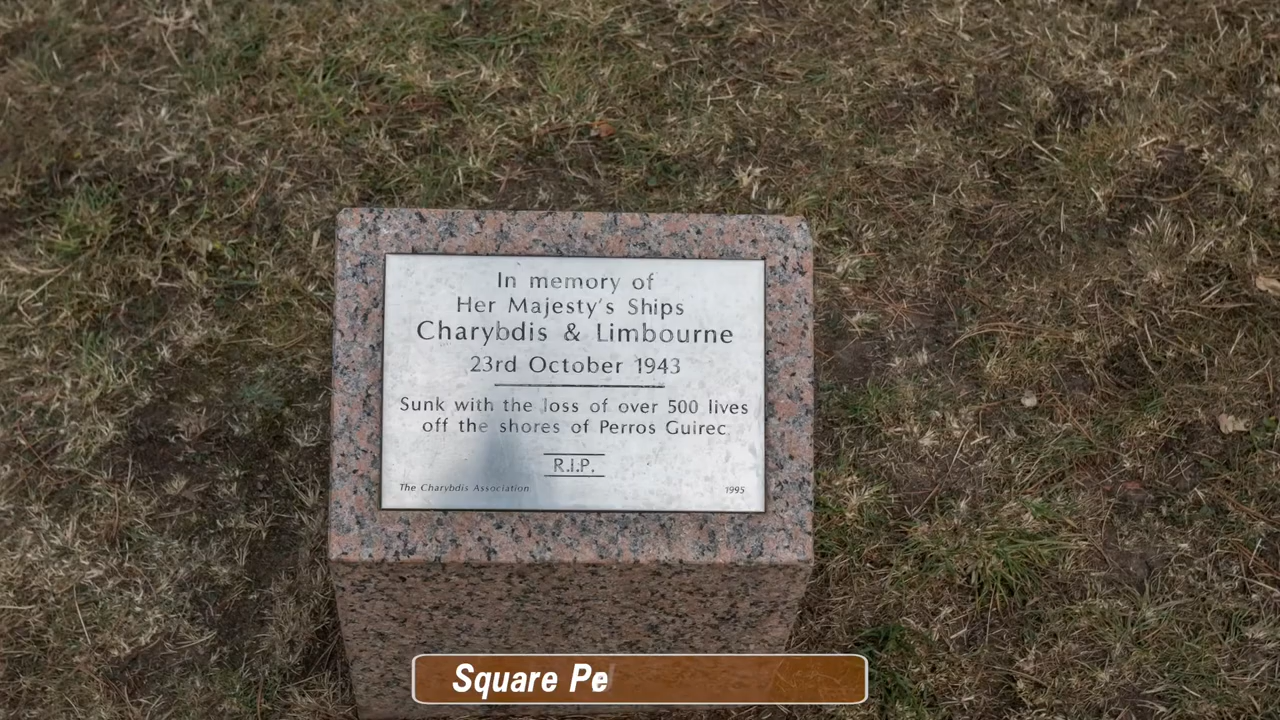 In memory of
Her Majesty's Ships
Charybdis & Limbourne
23rd October 1943
Sunk with the loss of over 500 lives
off the shores of Perros Guirec
R.I.P.
The Charybdis Association 1995
Square Pe